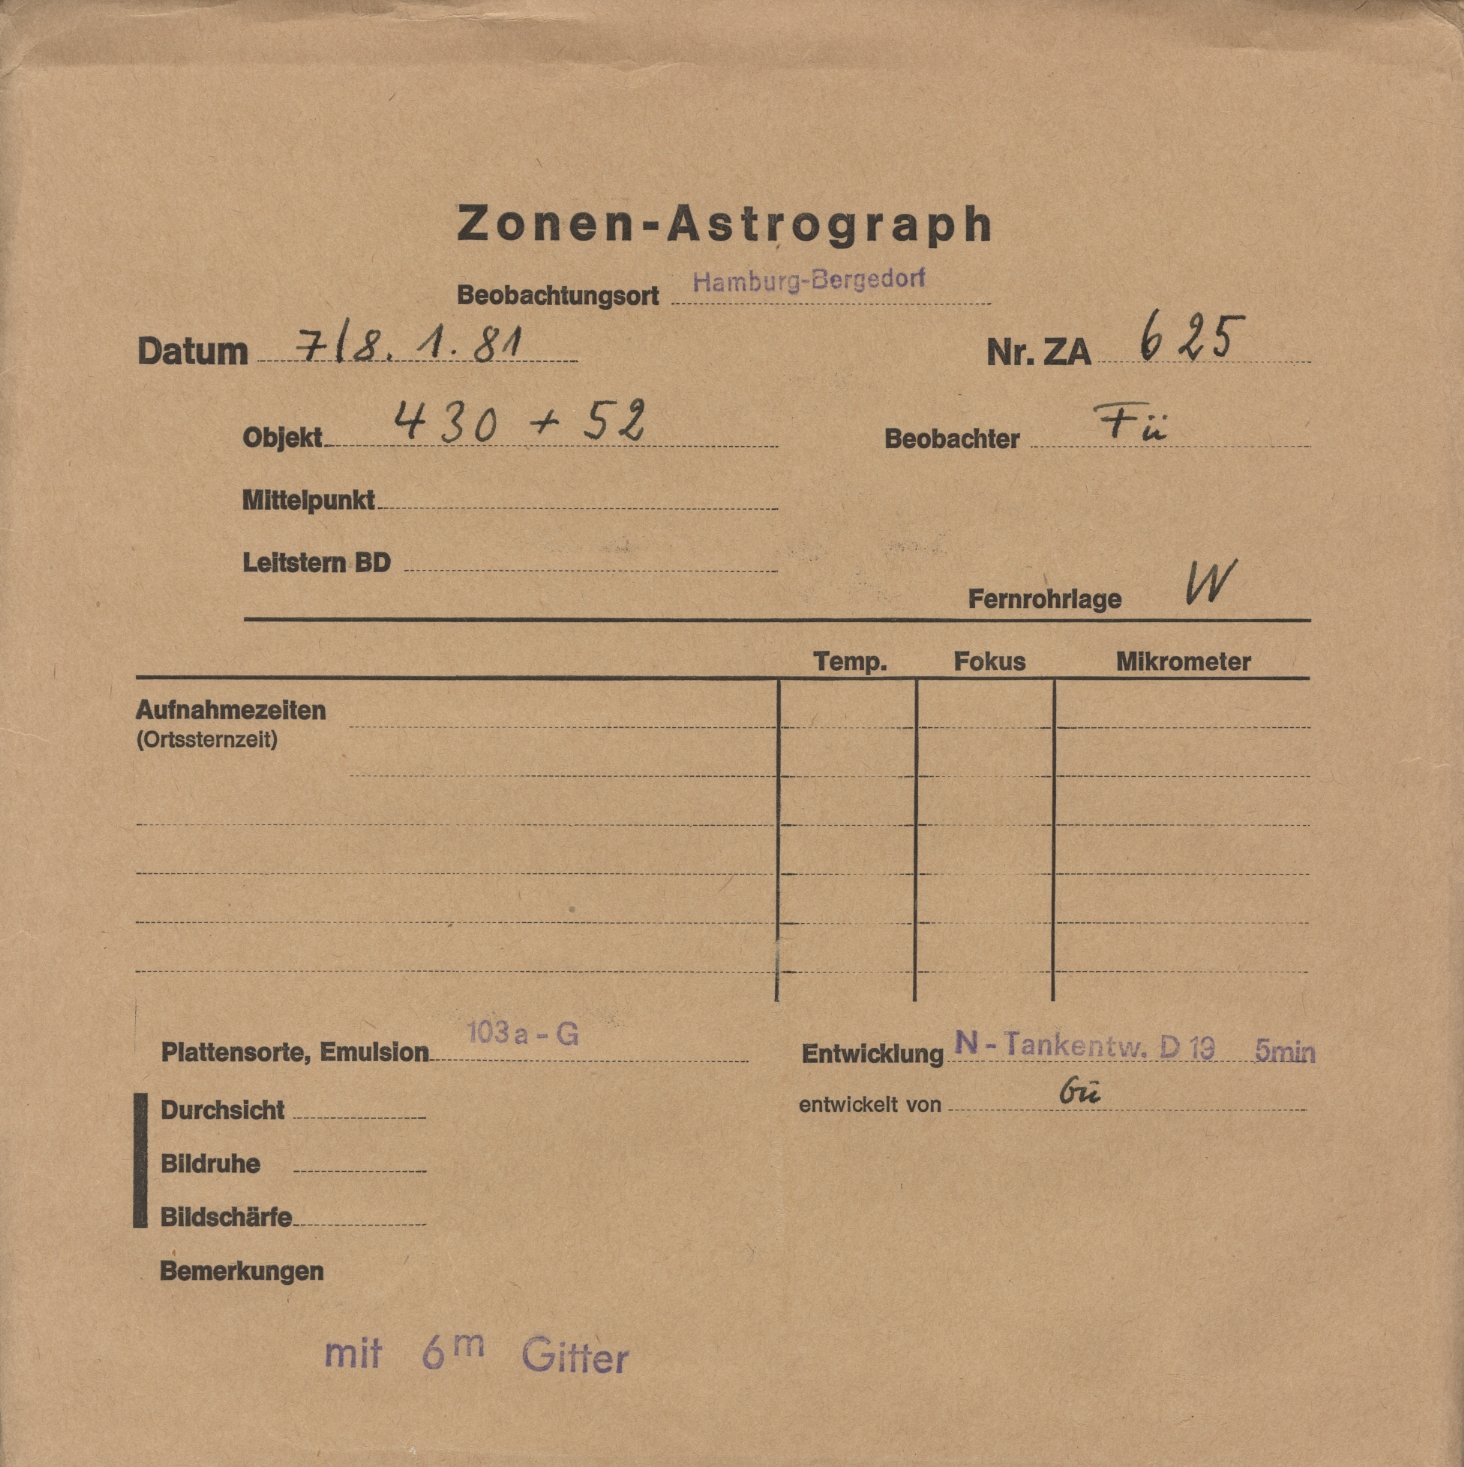 Zonen-Astrograph
Beobachtungsort Hamburg-Bergedorf
Datum 7/8. 1. 81 Nr. ZA 625
Objekt 430 + 52 Beobachter Fü
Mittelpunkt
Leitstern BD
Fernrohrlage W
Temp. Fokus Mikrometer
Aufnahmezeiten
(Ortssternzeit)
Plattensorte, Emulsion 103a-G Entwicklung N-Tankentw. D 19 5min
entwickelt von Gü
Durchsicht
Bildruhe
Bildschärfe
Bemerkungen
mit 6m Gitter